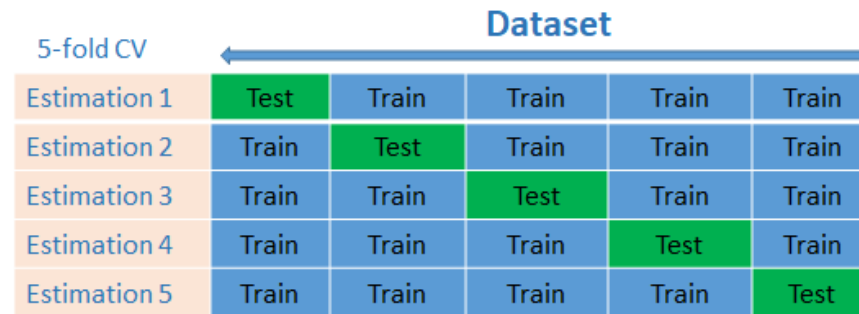 Dataset
5-fold CV
Estimation 1 Test Train Train Train Train
Estimation 2 Train Test Train Train Train
Estimation 3 Train Train Test Train Train
Estimation 4 Train Train Train Test Train
Estimation 5 Train Train Train Train Test